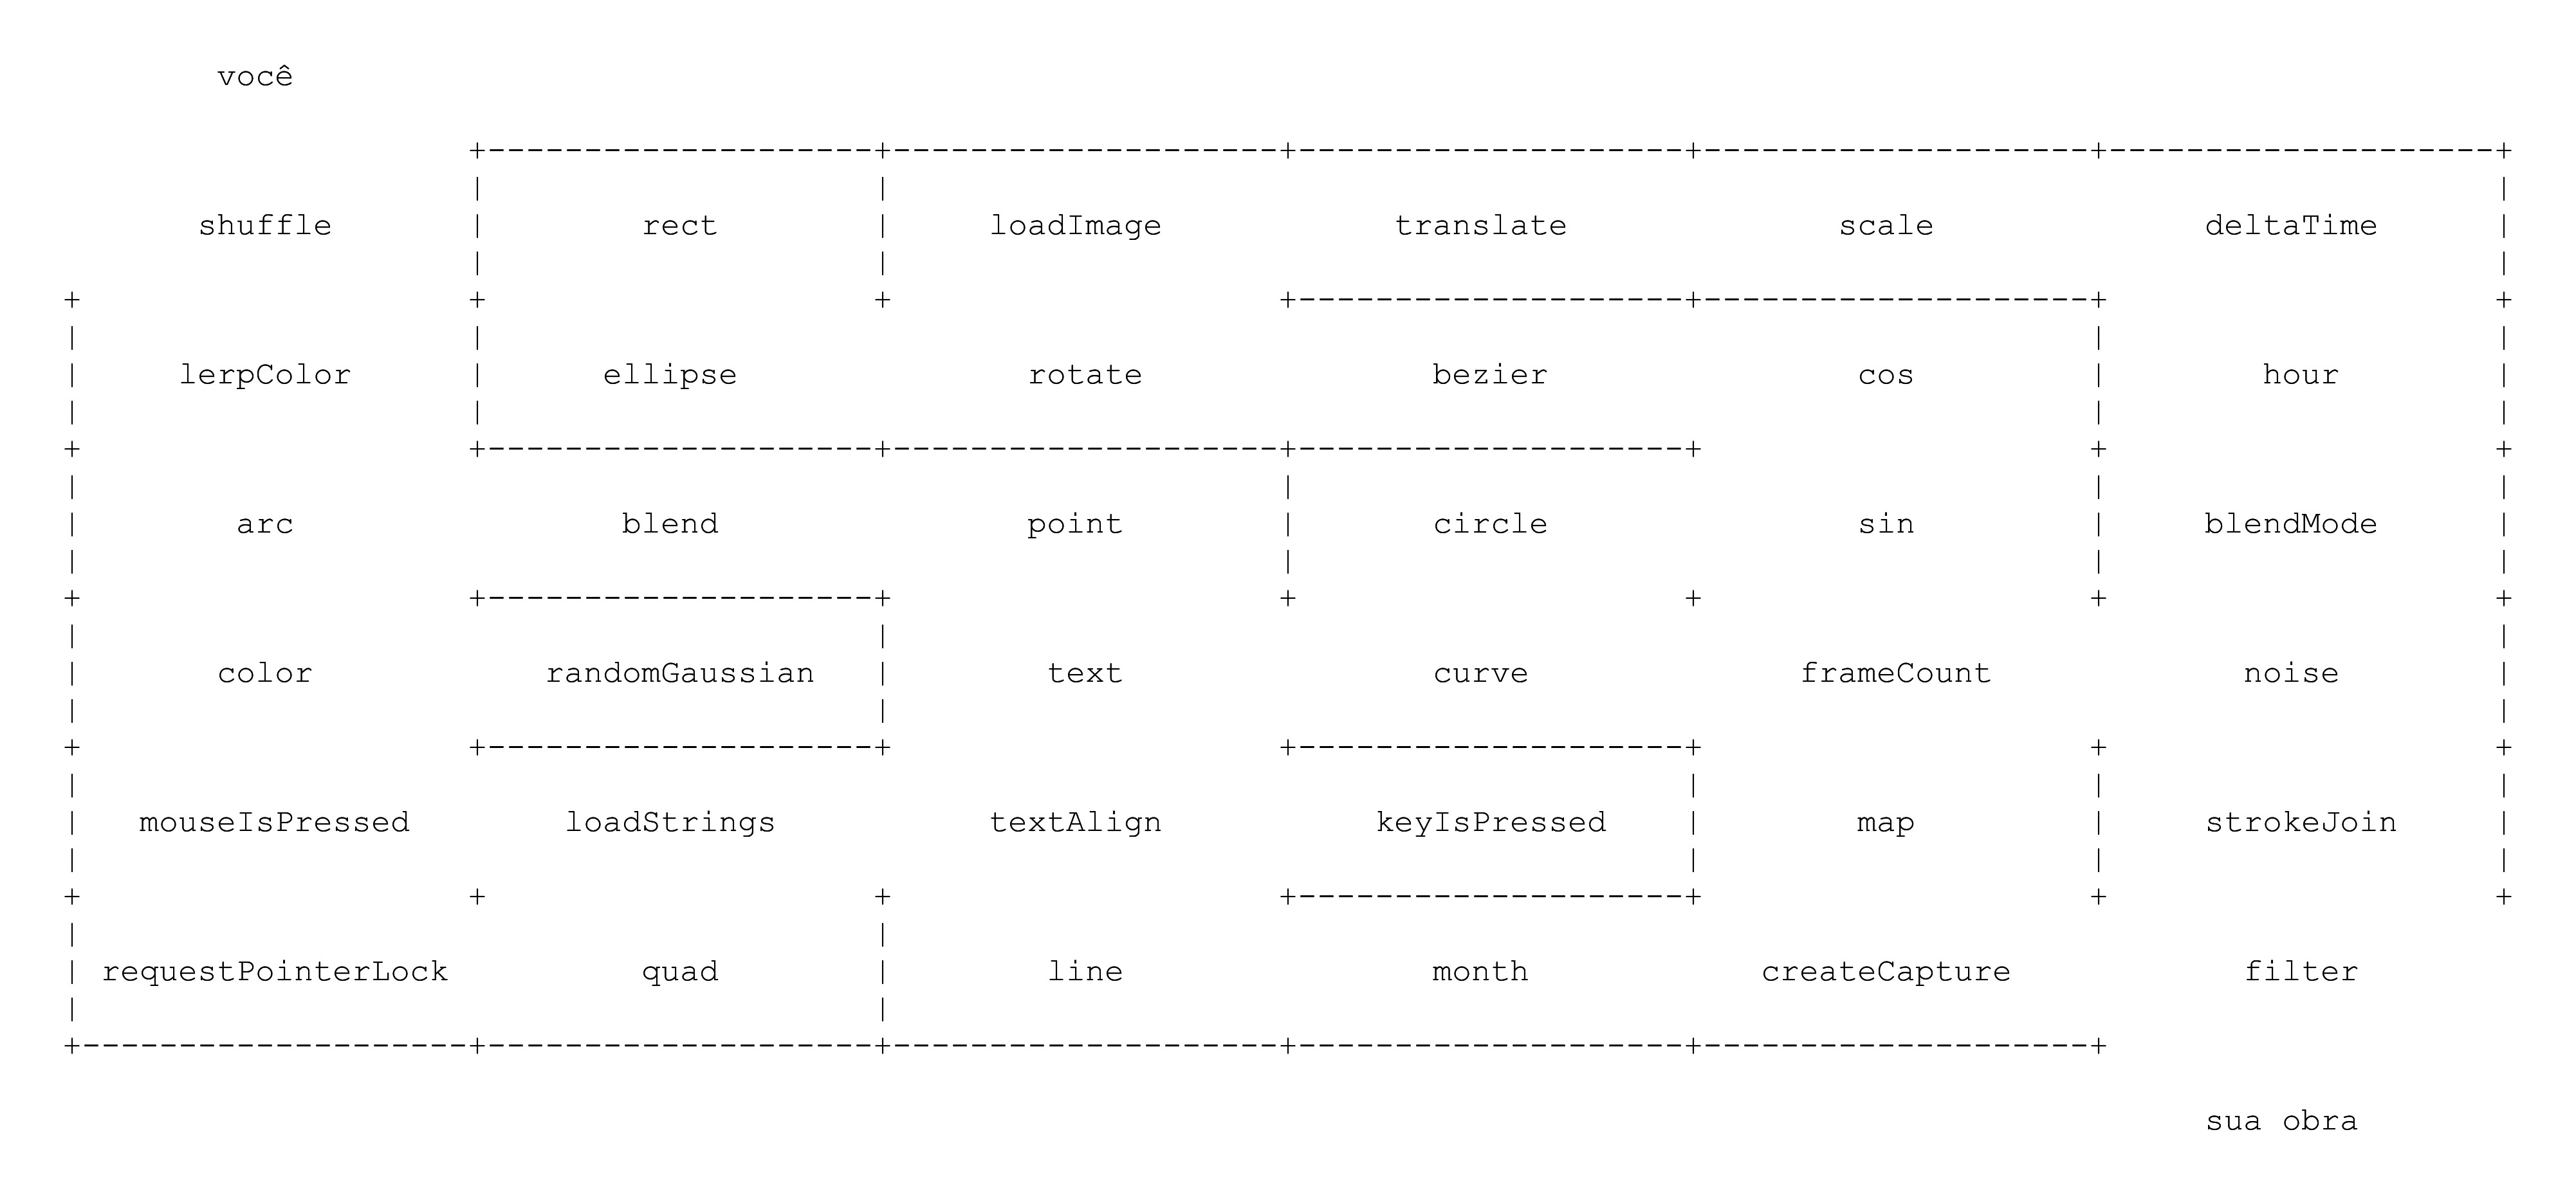 você
shuffle rect loadImage translate scale deltaTime
lerpColor ellipse rotate bezier cos hour
arc blend point circle sin blendMode
color randomGaussian text curve frameCount noise
mouseIsPressed loadStrings textAlign keyIsPressed map strokeJoin
requestPointerLock quad line month createCapture filter
sua obra